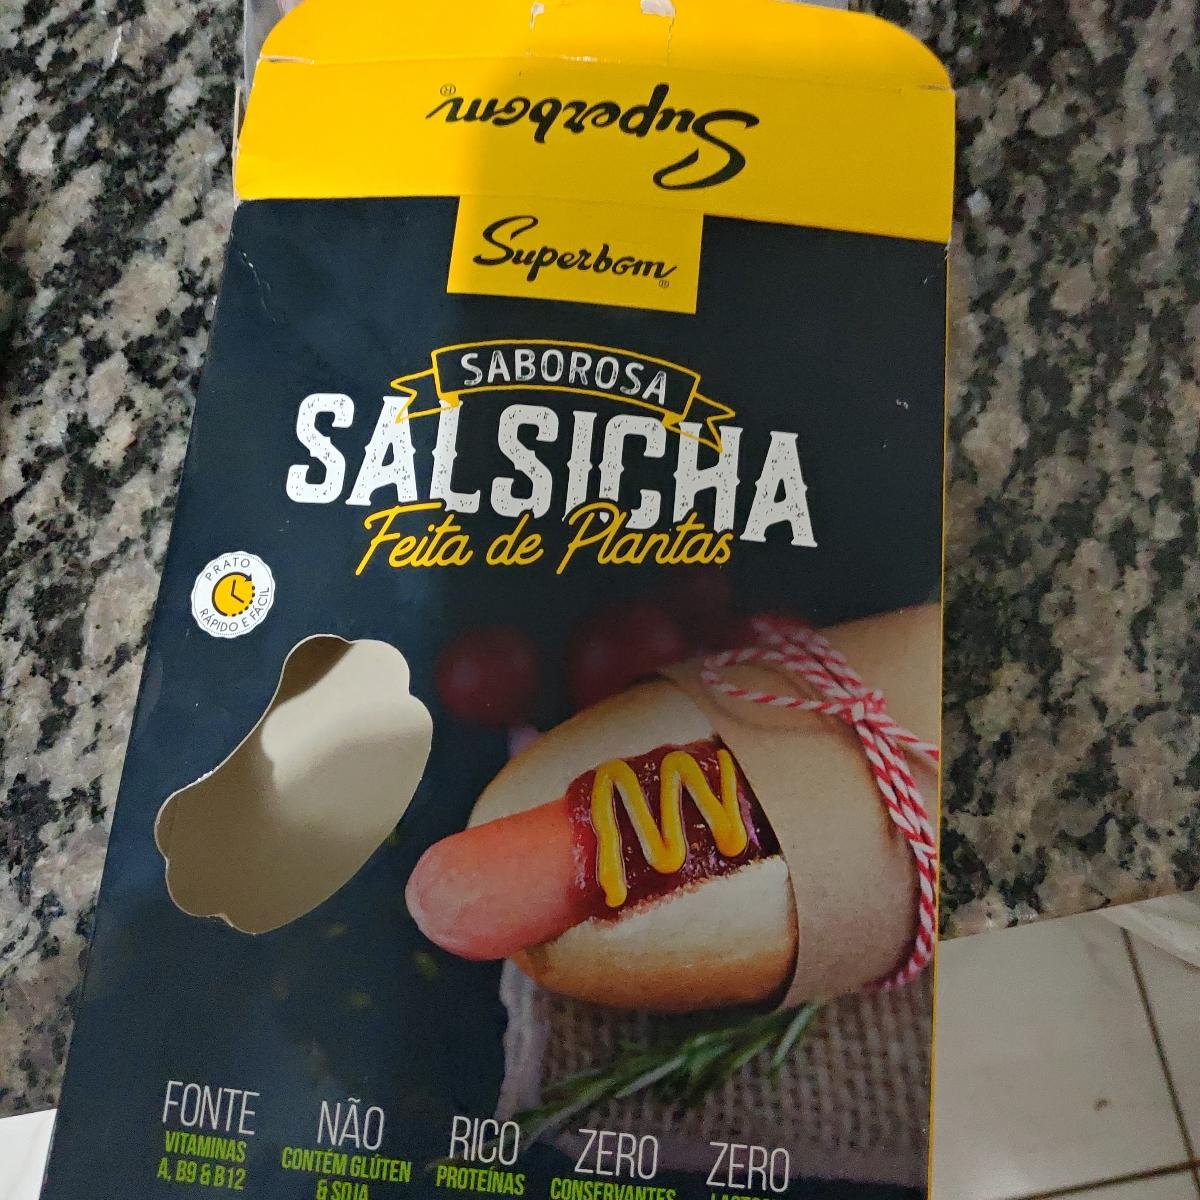 Superbom®
Superbom®
SABOROSA
SALSICHA
Feita de Plantas
PRATO
RÁPIDO E FÁCIL
FONTE
VITAMINAS
A, B9 & B12
NÃO
CONTÉM GLÚTEN
& SOJA
RICO
PROTEÍNAS
ZERO
CONSERVANTES
ZERO